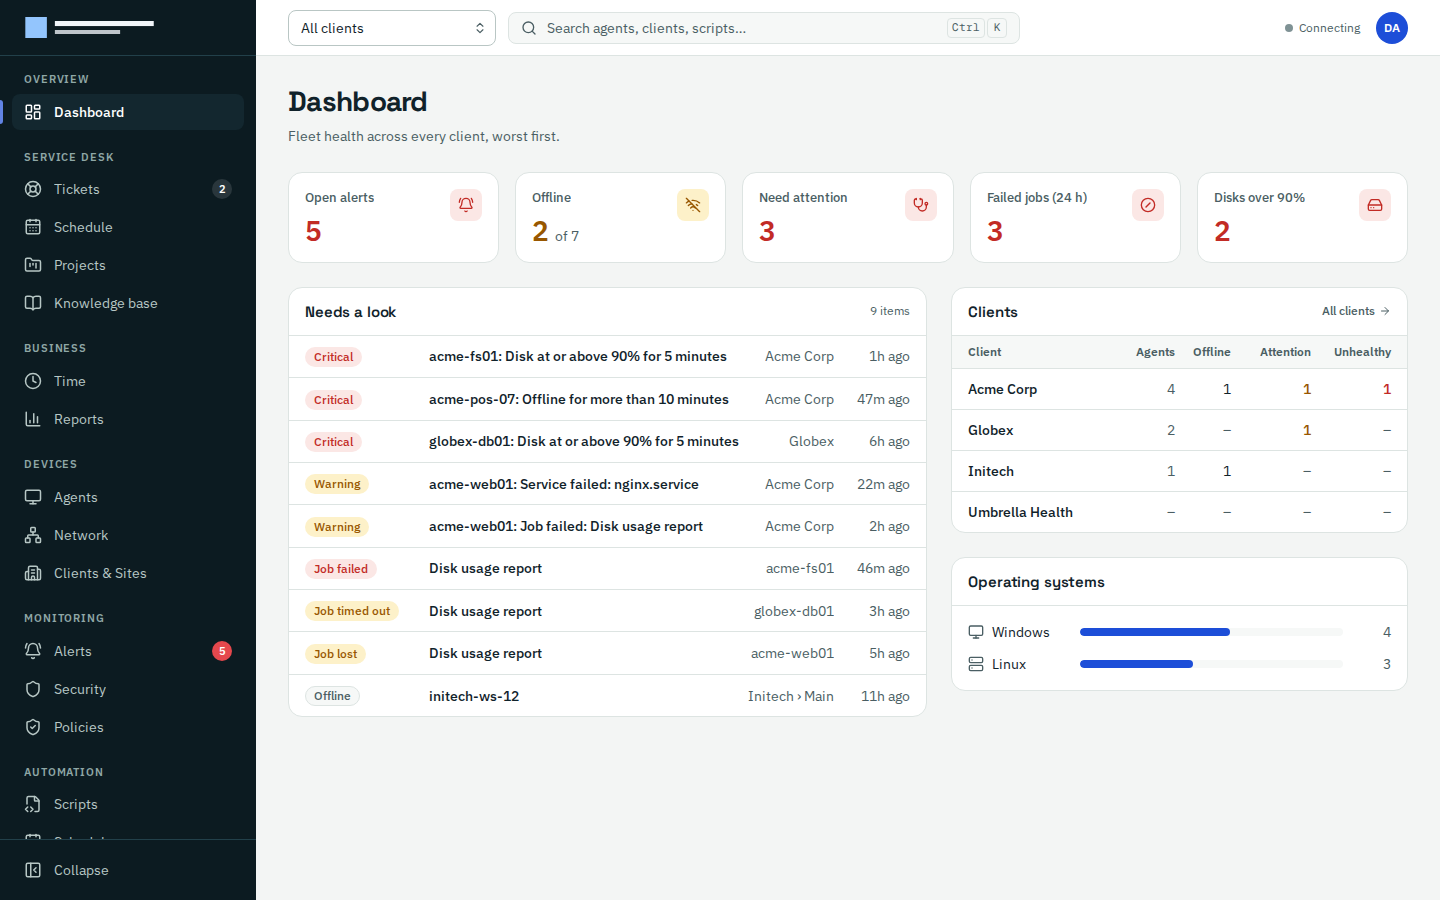 OVERVIEW
Dashboard
SERVICE DESK
Tickets 2
Schedule
Projects
Knowledge base
BUSINESS
Time
Reports
DEVICES
Agents
Network
Clients & Sites
MONITORING
Alerts 5
Security
Policies
AUTOMATION
Scripts
Collapse
All clients
Search agents, clients, scripts... Ctrl K
Connecting DA
Dashboard
Fleet health across every client, worst first.
Open alerts
5
Offline
2 of 7
Need attention
3
Failed jobs (24 h)
3
Disks over 90%
2
Needs a look 9 items
Critical acme-fs01: Disk at or above 90% for 5 minutes Acme Corp 1h ago
Critical acme-pos-07: Offline for more than 10 minutes Acme Corp 47m ago
Critical globex-db01: Disk at or above 90% for 5 minutes Globex 6h ago
Warning acme-web01: Service failed: nginx.service Acme Corp 22m ago
Warning acme-web01: Job failed: Disk usage report Acme Corp 2h ago
Job failed Disk usage report acme-fs01 46m ago
Job timed out Disk usage report globex-db01 3h ago
Job lost Disk usage report acme-web01 5h ago
Offline initech-ws-12 Initech › Main 11h ago
Clients All clients →
Client Agents Offline Attention Unhealthy
Acme Corp 4 1 1 1
Globex 2 – 1 –
Initech 1 1 – –
Umbrella Health – – – –
Operating systems
Windows 4
Linux 3